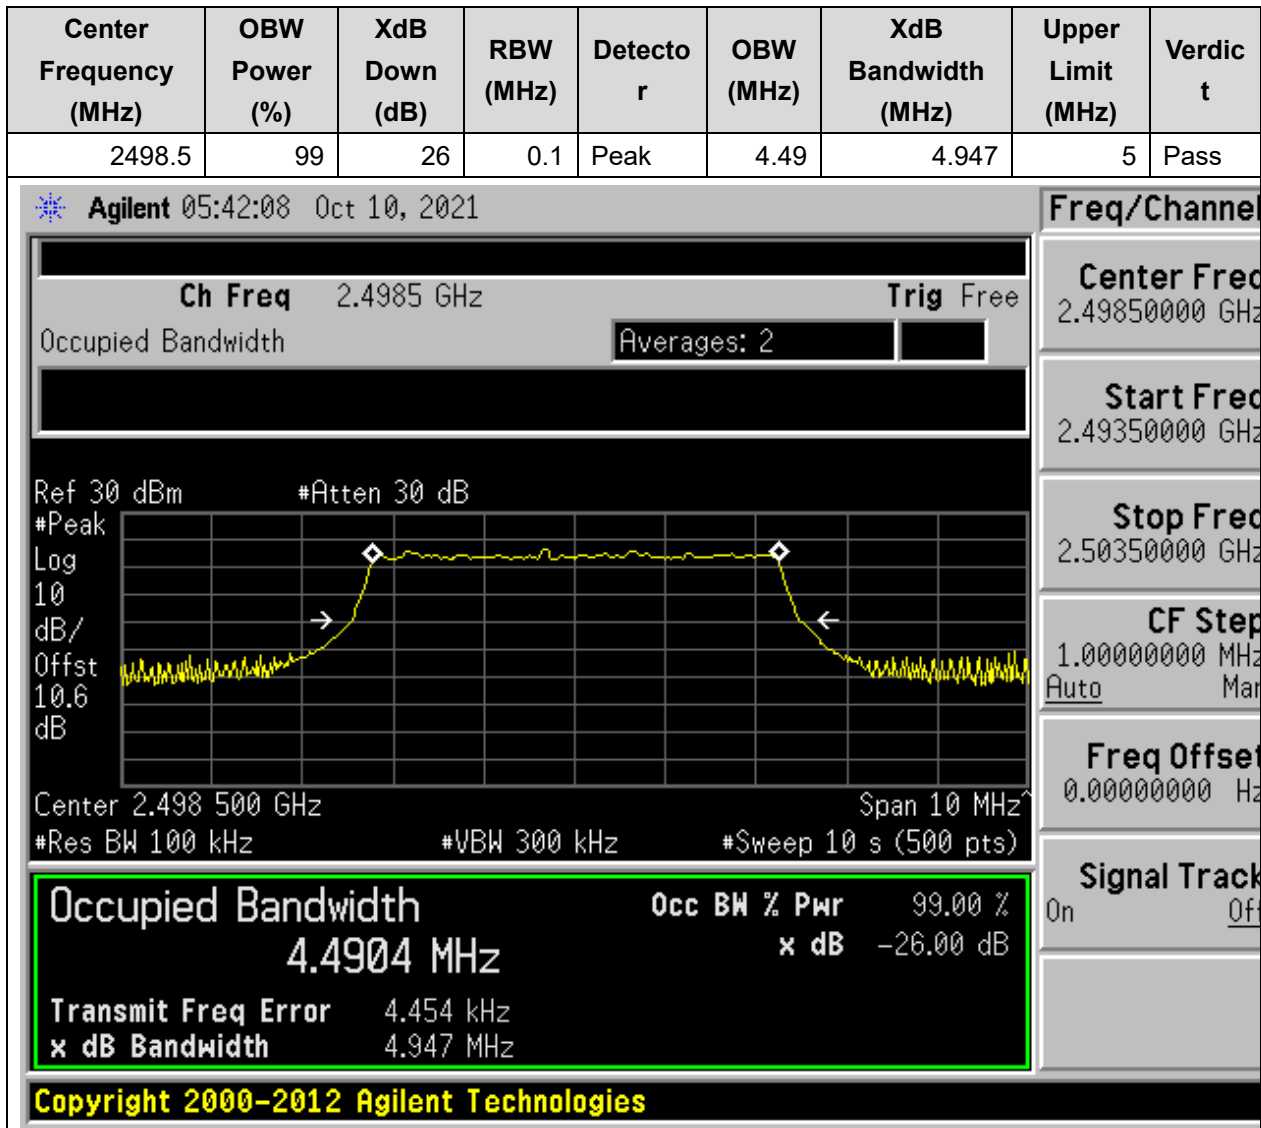 Center Frequency (MHz) OBW Power (%) XdB Down (dB) RBW (MHz) Detecto r OBW (MHz) XdB Bandwidth (MHz) Upper Limit (MHz) Verdic t
2498.5 99 26 0.1 Peak 4.49 4.947 5 Pass
Agilent 05:42:08 Oct 10, 2021
Freq/Channel
Ch Freq 2.4985 GHz Trig Free
Occupied Bandwidth Averages: 2
Center Freq
2.49850000 GHz
Start Freq
2.49350000 GHz
Stop Freq
2.50350000 GHz
CF Step
1.00000000 MHz
Auto Man
Freq Offset
0.00000000 Hz
Signal Track
On Off
Ref 30 dBm #Atten 30 dB
#Peak
Log
10
dB/
Offst
10.6
dB
Center 2.498 500 GHz Span 10 MHz^
#Res BW 100 kHz #VBW 300 kHz #Sweep 10 s (500 pts)
Occupied Bandwidth Occ BW % Pwr 99.00 %
4.4904 MHz x dB -26.00 dB
Transmit Freq Error 4.454 kHz
x dB Bandwidth 4.947 MHz
Copyright 2000-2012 Agilent Technologies